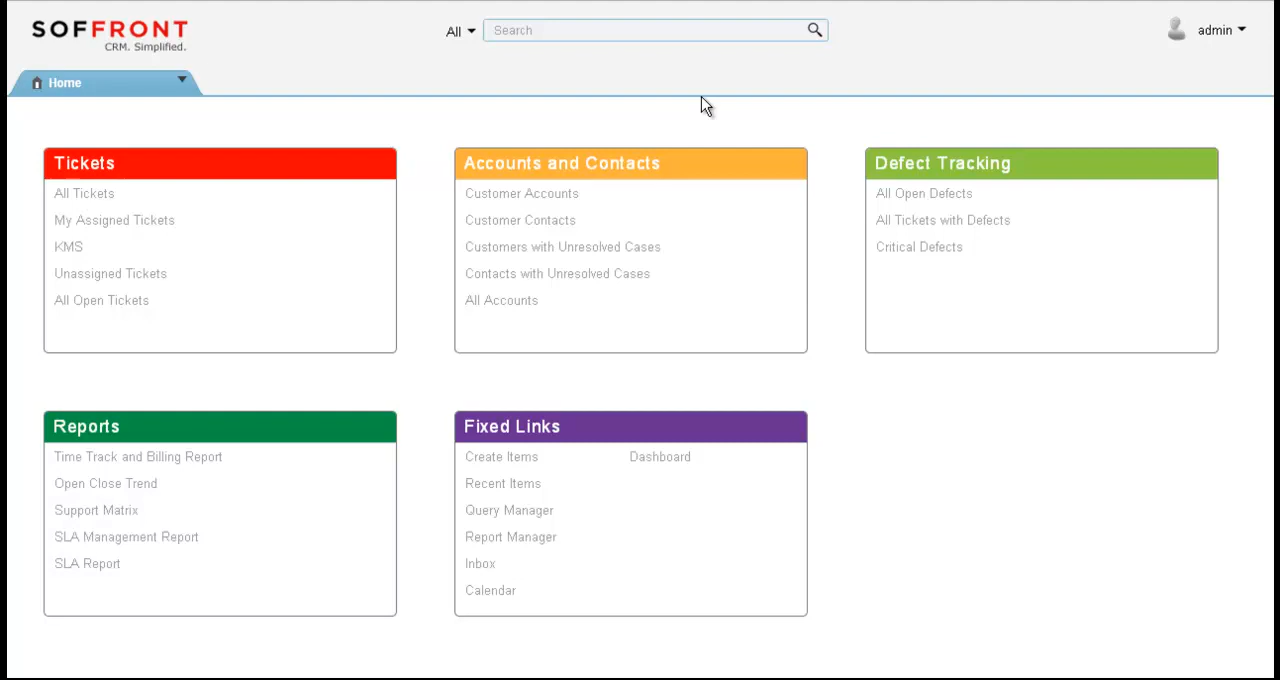 SOFFRONT
CRM. Simplified.
All
Search
admin
Home
Tickets
All Tickets
My Assigned Tickets
KMS
Unassigned Tickets
All Open Tickets
Accounts and Contacts
Customer Accounts
Customer Contacts
Customers with Unresolved Cases
Contacts with Unresolved Cases
All Accounts
Defect Tracking
All Open Defects
All Tickets with Defects
Critical Defects
Reports
Time Track and Billing Report
Open Close Trend
Support Matrix
SLA Management Report
SLA Report
Fixed Links
Create Items Dashboard
Recent Items
Query Manager
Report Manager
Inbox
Calendar